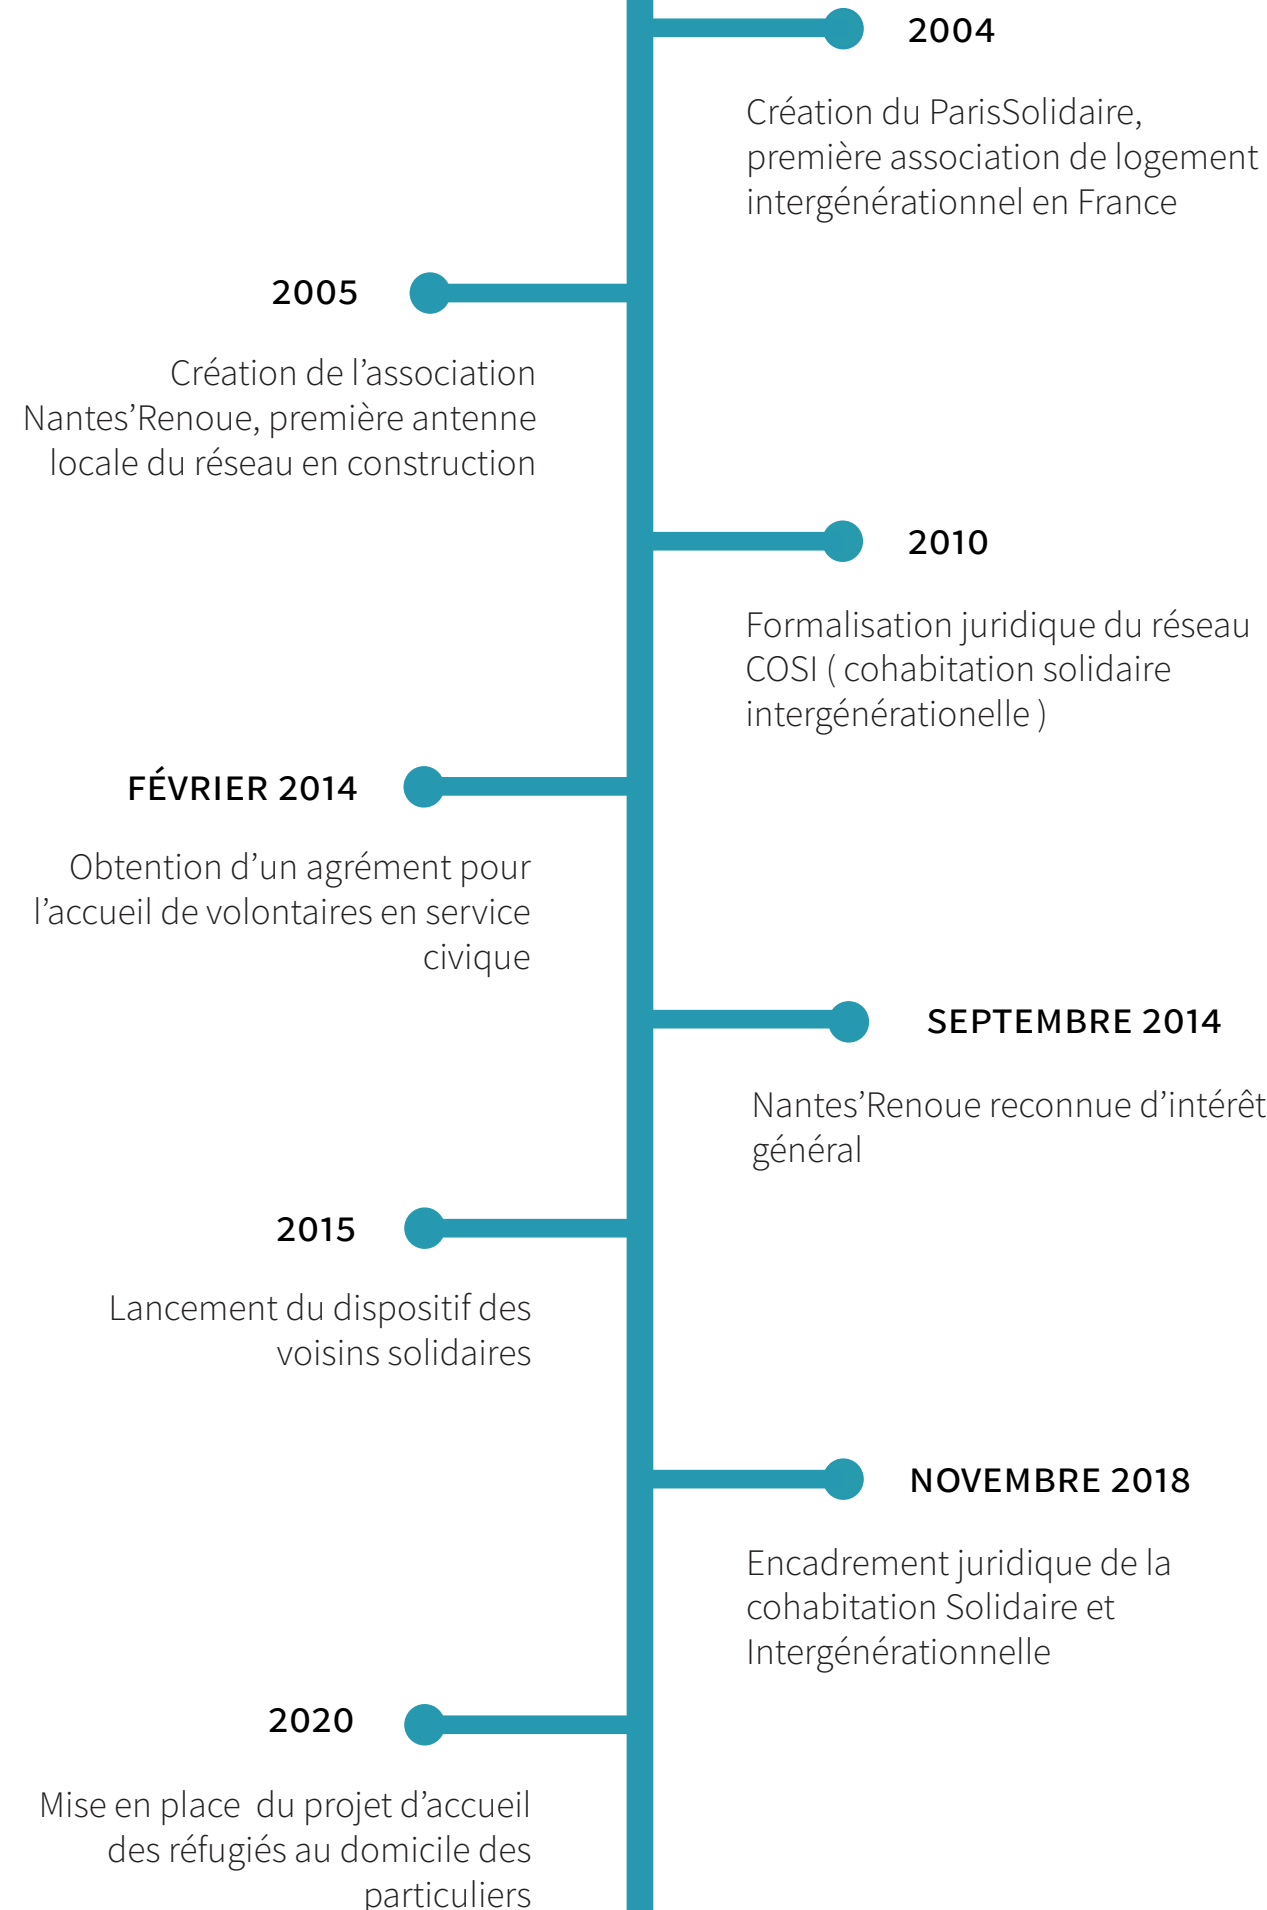 2004
Création du ParisSolidaire,
première association de logement
intergénérationnel en France
2005
Création de l’association
Nantes’Renoue, première antenne
locale du réseau en construction
2010
Formalisation juridique du réseau
COSI ( cohabitation solidaire
intergénérationelle )
FÉVRIER 2014
Obtention d’un agrément pour
l’accueil de volontaires en service
civique
SEPTEMBRE 2014
Nantes’Renoue reconnue d’intérêt
général
2015
Lancement du dispositif des
voisins solidaires
NOVEMBRE 2018
Encadrement juridique de la
cohabitation Solidaire et
Intergénérationnelle
2020
Mise en place  du projet d’accueil
des réfugiés au domicile des
particuliers